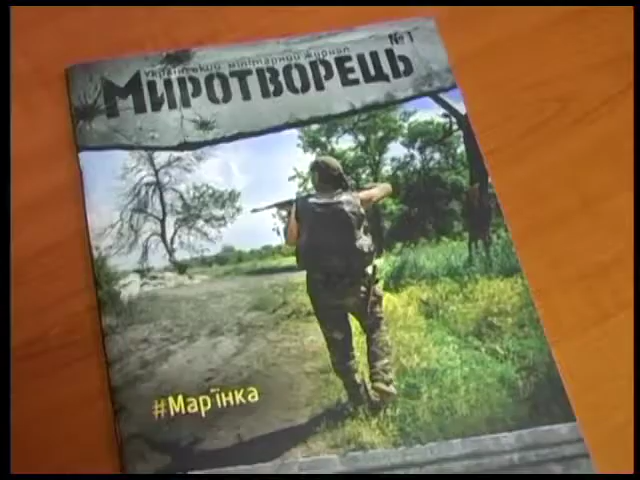 №1
Український мілітарний журнал
Миротворець
#Мар'їнка